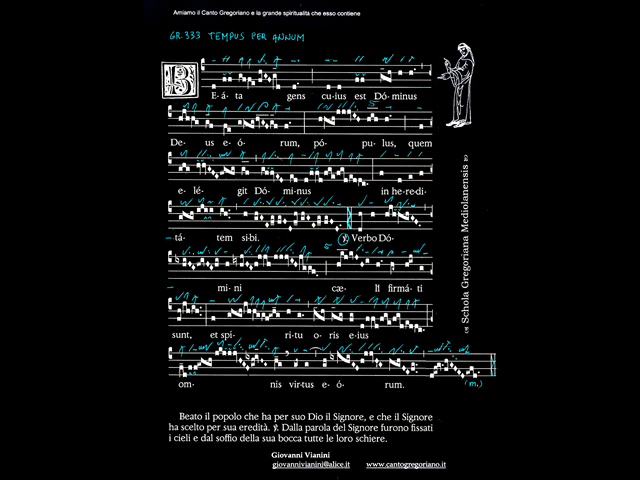 Amiamo il Canto Gregoriano e la grande spiritualità che esso contiene
GR. 333 TEMPUS PER ANNUM
BE-á- ta gens cu-ius est Dó-minus
De- us e-ó- rum, pó- pu- lus, quem
e- lé- git Dó- mi-nus in he-redi-
tá- tem si-bi. ℣. Verbo Dó-
mi- ni cæ- li firmá- ti
sunt, et spí- ri-tu o-ris e-ius
om- nis vir-tus e- ó- rum. (m.)
Schola Gregoriana Mediolanensis
Beato il popolo che ha per suo Dio il Signore, e che il Signore
ha scelto per sua eredità. ℣. Dalla parola del Signore furono fissati
i cieli e dal soffio della sua bocca tutte le loro schiere.
Giovanni Vianini
giovannivianini@alice.it www.cantogregoriano.it